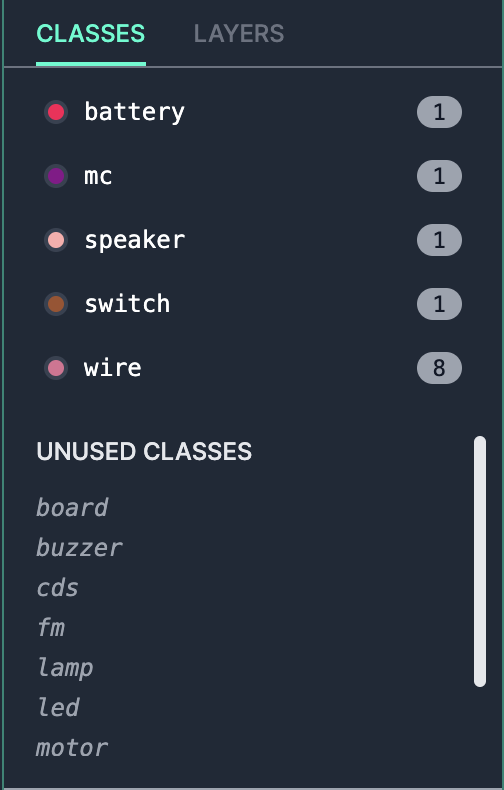 CLASSES LAYERS
battery 1
mc 1
speaker 1
switch 1
wire 8
UNUSED CLASSES
board
buzzer
cds
fm
lamp
led
motor